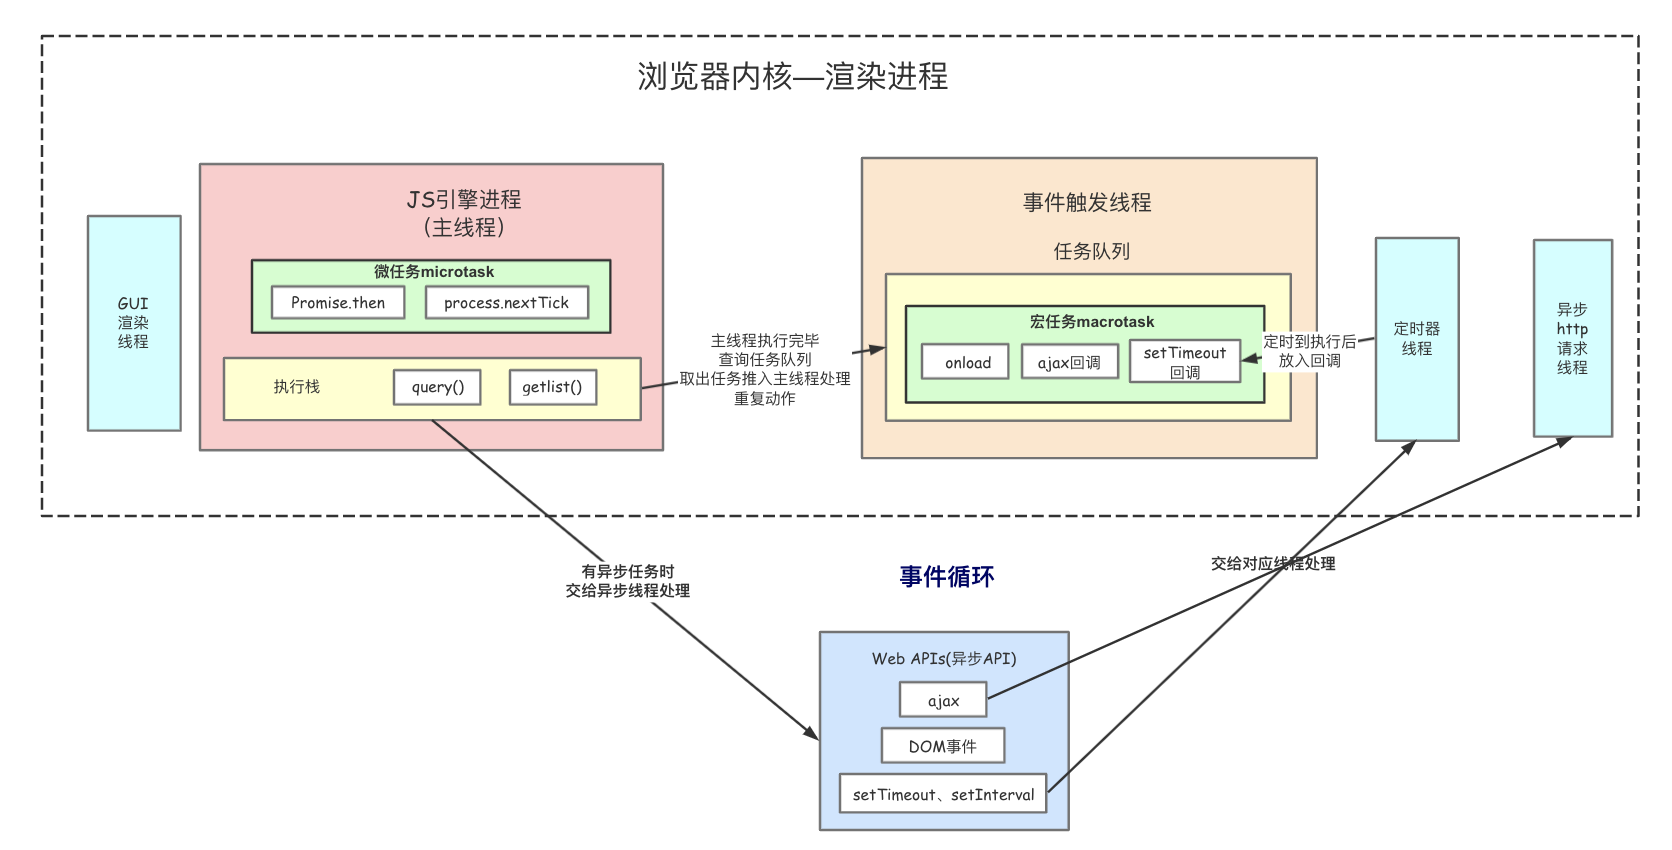 浏览器内核—渲染进程
GUI
渲染
线程
JS引擎进程
（主线程）
微任务microtask
Promise.then
process.nextTick
执行栈
query()
getlist()
主线程执行完毕
查询任务队列
取出任务推入主线程处理
重复动作
事件触发线程
任务队列
宏任务macrotask
onload
ajax回调
setTimeout
回调
定时到执行后
放入回调
定时器
线程
异步
http
请求
线程
有异步任务时
交给异步线程处理
事件循环
交给对应线程处理
Web APIs(异步API)
ajax
DOM事件
setTimeout、setInterval